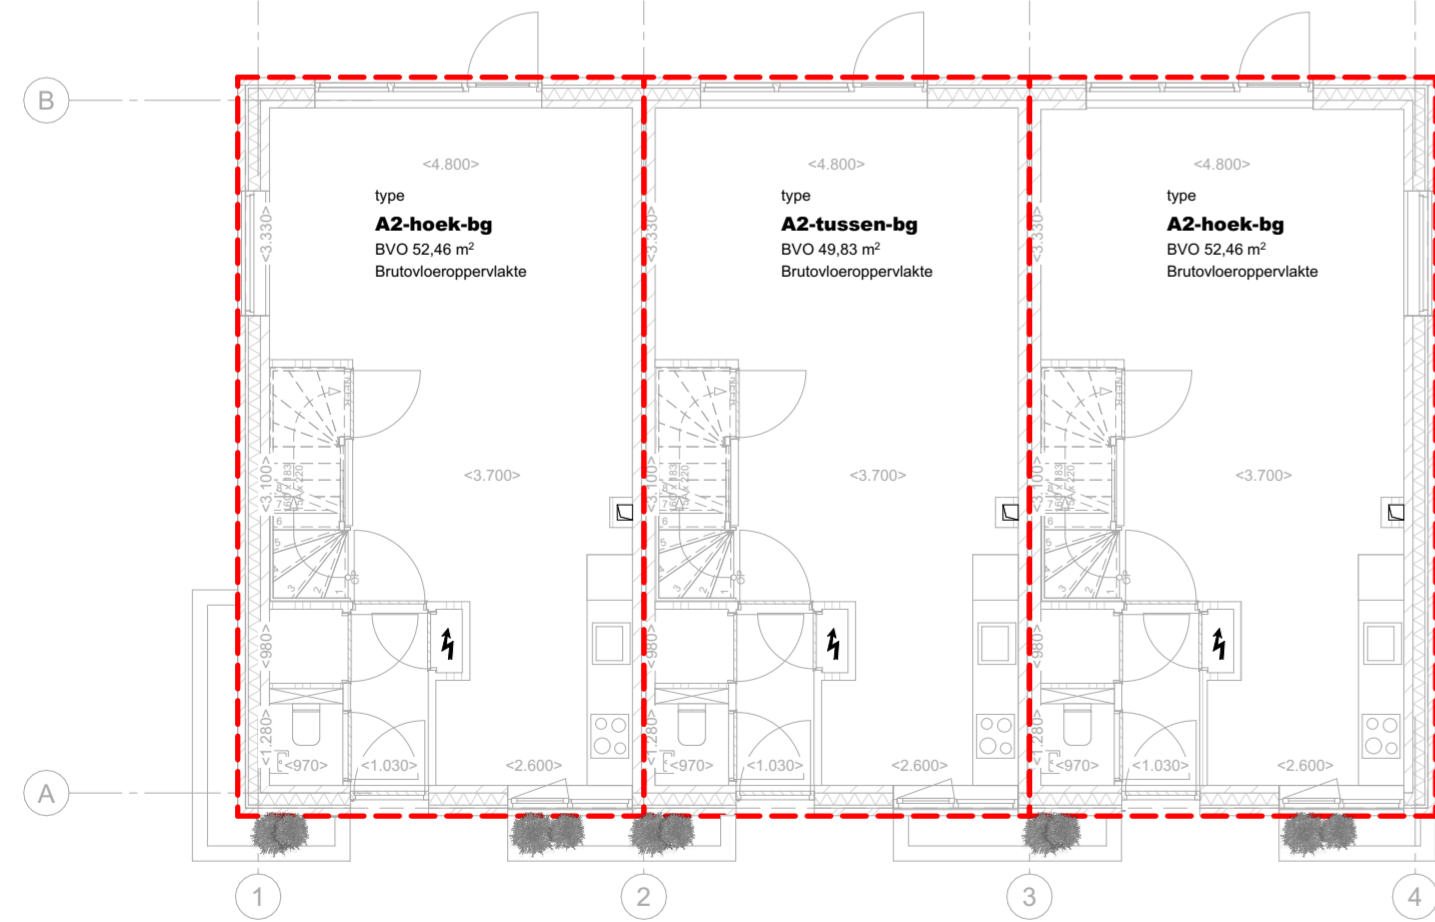 B
<4.800>
<4.800>
<4.800>
type
A2-hoek-bg
BVO 52,46 m²
Brutovloeroppervlakte
type
A2-tussen-bg
BVO 49,83 m²
Brutovloeroppervlakte
type
A2-hoek-bg
BVO 52,46 m²
Brutovloeroppervlakte
<3.330>
<3.330>
<3.330>
<3.100>
<3.700>
<3.100>
<3.700>
<3.100>
<3.700>
<980>
<980>
<980>
<1.280>
<970>
<1.030>
<2.600>
<1.280>
<970>
<1.030>
<2.600>
<1.280>
<970>
<1.030>
<2.600>
A
1
2
3
4